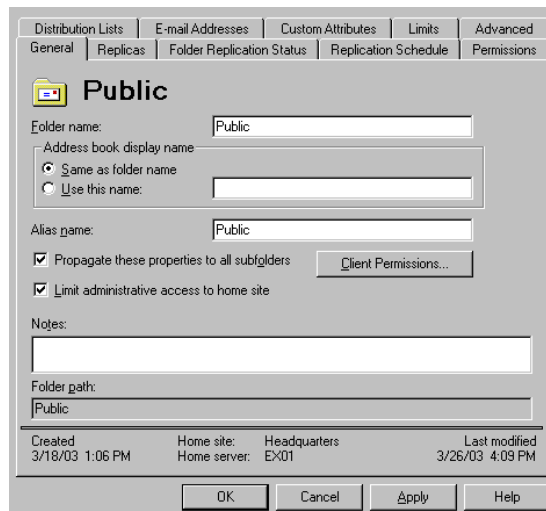 Distribution Lists E-mail Addresses Custom Attributes Limits Advanced
General Replicas Folder Replication Status Replication Schedule Permissions
Public
Folder name: Public
Address book display name
Same as folder name
Use this name:
Alias name: Public
Propagate these properties to all subfolders Client Permissions...
Limit administrative access to home site
Notes:
Folder path:
Public
Created Home site: Headquarters Last modified
3/18/03 1:06 PM Home server: EX01 3/26/03 4:09 PM
OK Cancel Apply Help